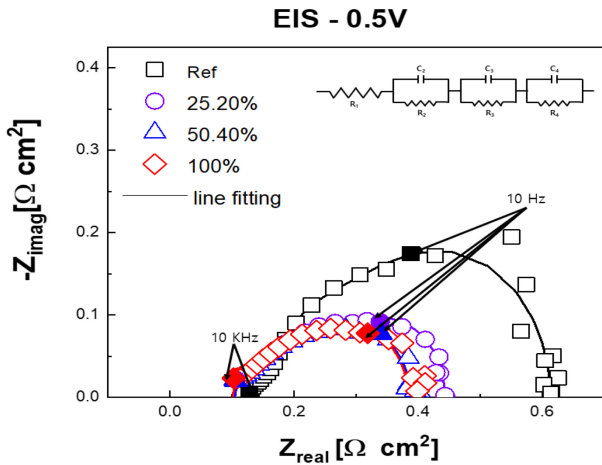 EIS - 0.5V
-Z_imag[Ω cm²]
0.4
0.3
0.2
0.1
0.0
Ref
25.20%
50.40%
100%
line fitting
C₂
C₃
C₄
R₁
R₂
R₃
R₄
10 Hz
10 KHz
0.0
0.2
0.4
0.6
Z_real [Ω cm²]